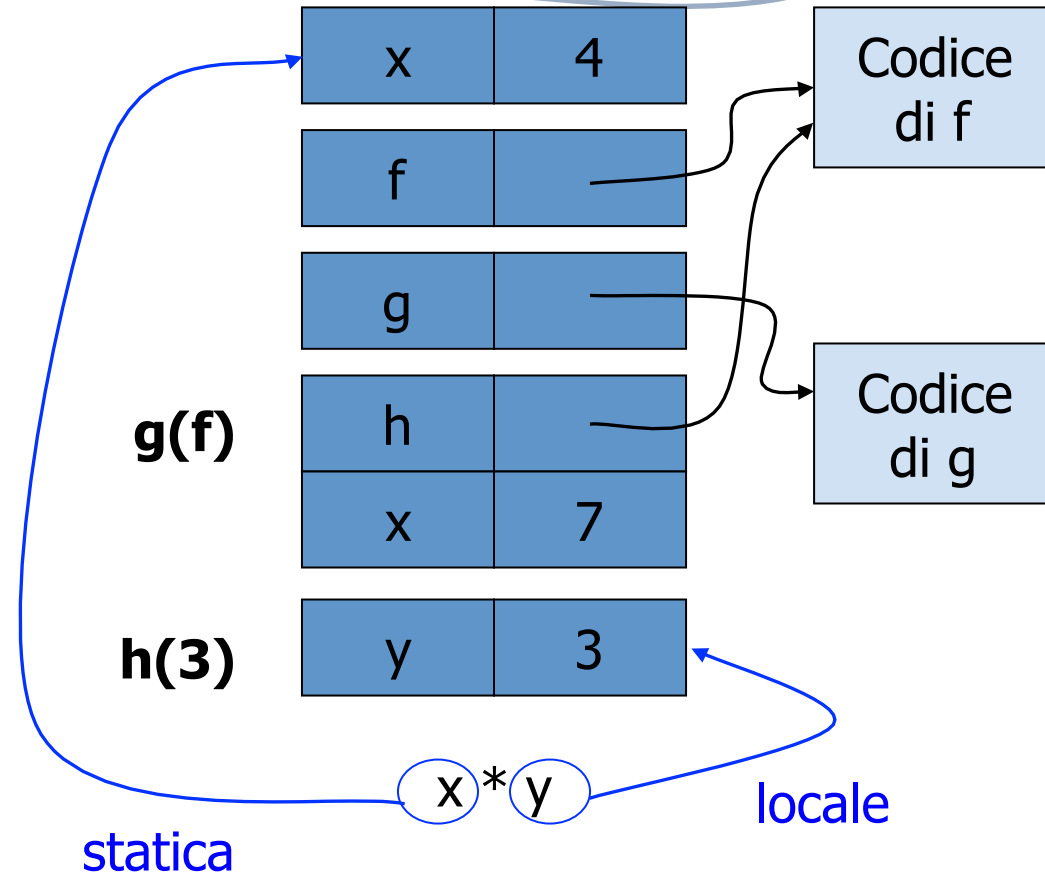 x 4
Codice
di f
f
g
Codice
di g
g(f)
h
x 7
h(3)
y 3
x * y
locale
statica